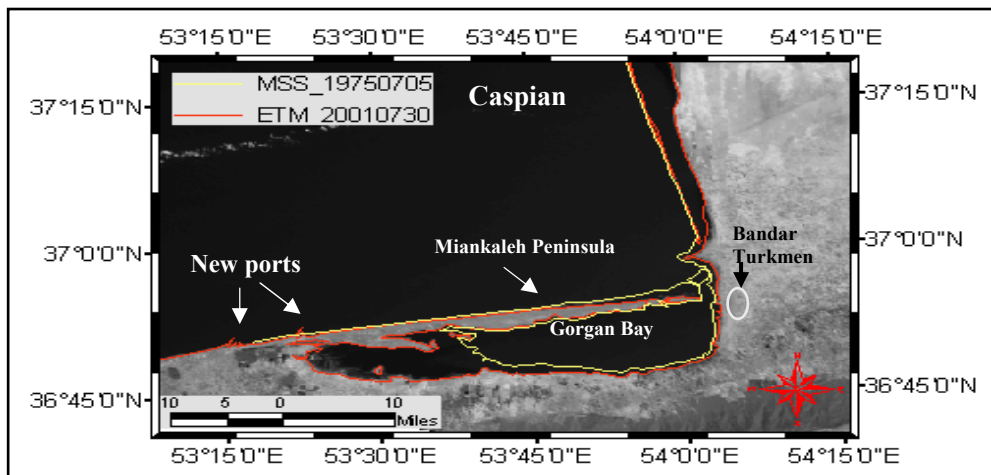 53°15'0"E 53°30'0"E 53°45'0"E 54°0'0"E 54°15'0"E
MSS_19750705
ETM_20010730
Caspian
37°15'0"N 37°15'0"N
37°0'0"N 37°0'0"N
Miankaleh Peninsula
Bandar
Turkmen
New ports
Gorgan Bay
36°45'0"N 36°45'0"N
10 5 0 10
Miles
53°15'0"E 53°30'0"E 53°45'0"E 54°0'0"E 54°15'0"E